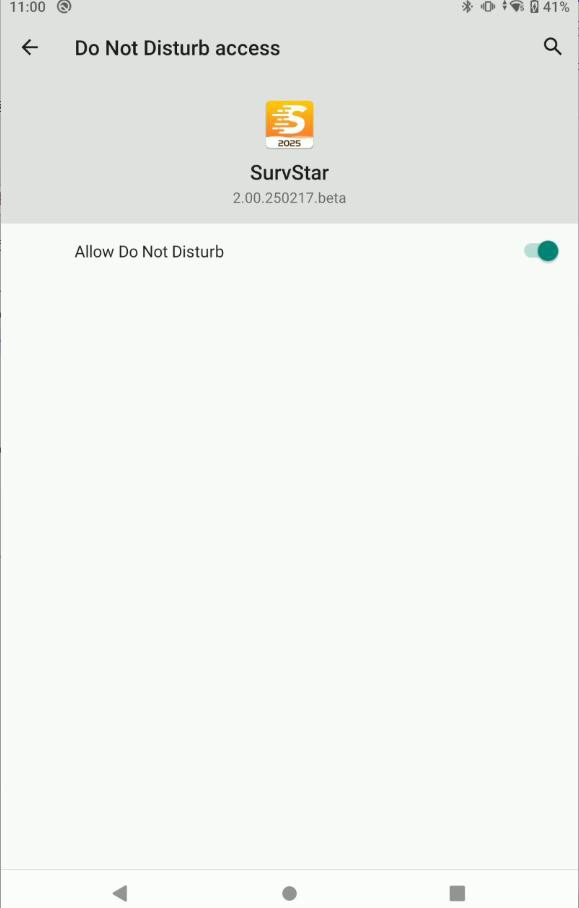 11:00 41%
Do Not Disturb access
2025
SurvStar
2.00.250217.beta
Allow Do Not Disturb